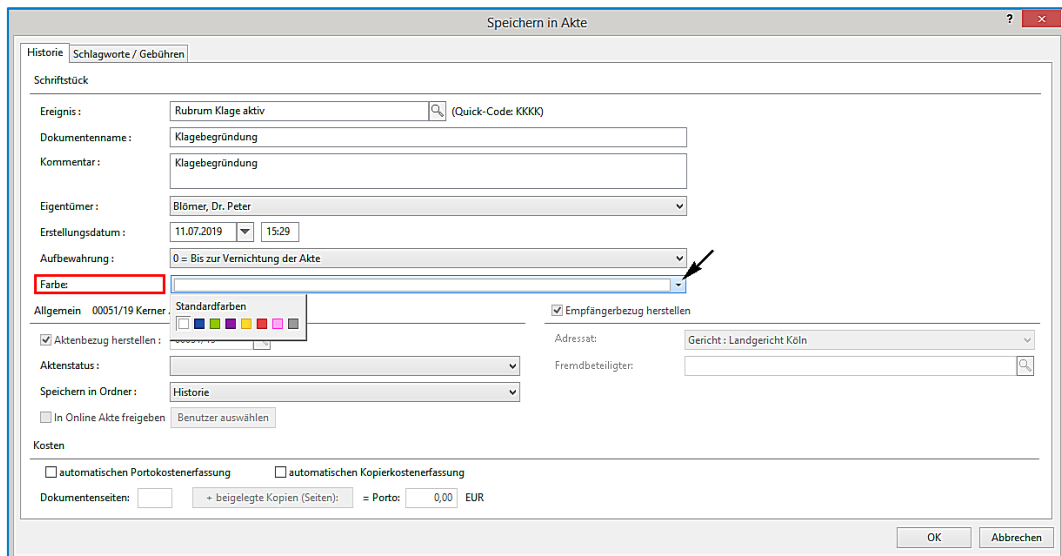 Speichern in Akte
? ×
Historie Schlagworte / Gebühren
Schriftstück
Ereignis : Rubrum Klage aktiv (Quick-Code: KKKK)
Dokumentenname : Klagebegründung
Kommentar : Klagebegründung
Eigentümer : Blömer, Dr. Peter
Erstellungsdatum : 11.07.2019 15:29
Aufbewahrung : 0 = Bis zur Vernichtung der Akte
Farbe:
Standardfarben
Allgemein 00051/19 Kerner Empfängerbezug herstellen
Aktenbezug herstellen : Adressat: Gericht : Landgericht Köln
Aktenstatus : Fremdbeteiligter:
Speichern in Ordner : Historie
In Online Akte freigeben Benutzer auswählen
Kosten
automatischen Portokostenerfassung automatischen Kopierkostenerfassung
Dokumentenseiten: + beigelegte Kopien (Seiten): = Porto: 0,00 EUR
OK Abbrechen